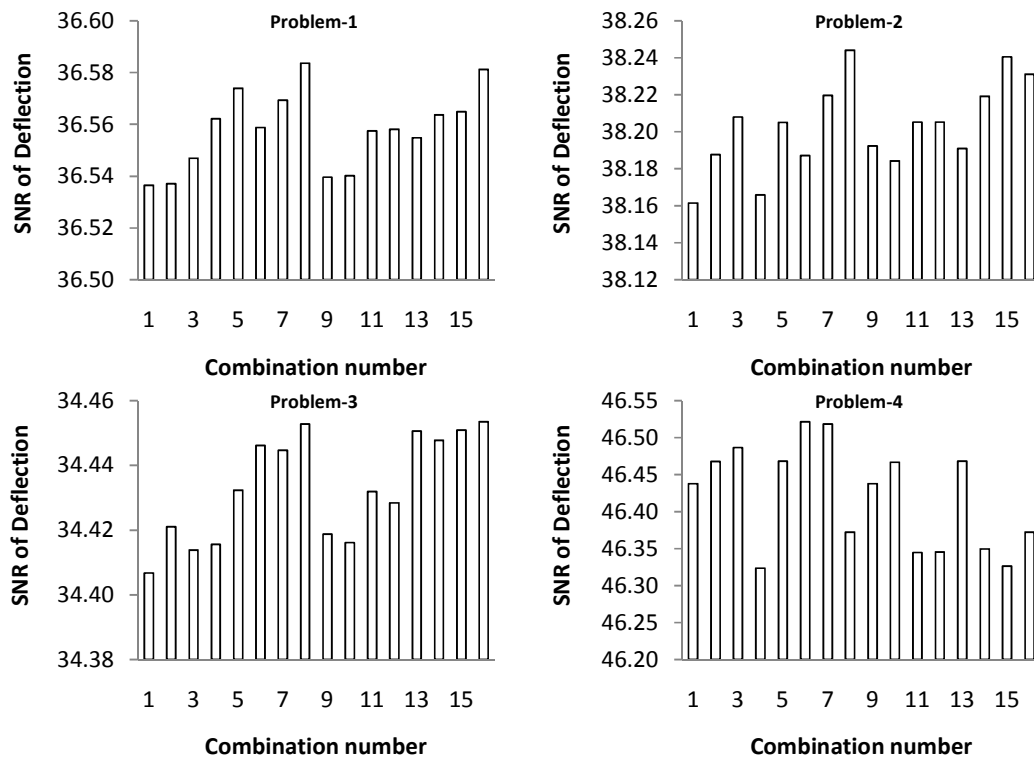 Problem-1
SNR of Deflection
36.60
36.58
36.56
36.54
36.52
36.50
1 3 5 7 9 11 13 15
Combination number
Problem-2
SNR of Deflection
38.26
38.24
38.22
38.20
38.18
38.16
38.14
38.12
1 3 5 7 9 11 13 15
Combination number
Problem-3
SNR of Deflection
34.46
34.44
34.42
34.40
34.38
1 3 5 7 9 11 13 15
Combination number
Problem-4
SNR of Deflection
46.55
46.50
46.45
46.40
46.35
46.30
46.25
46.20
1 3 5 7 9 11 13 15
Combination number